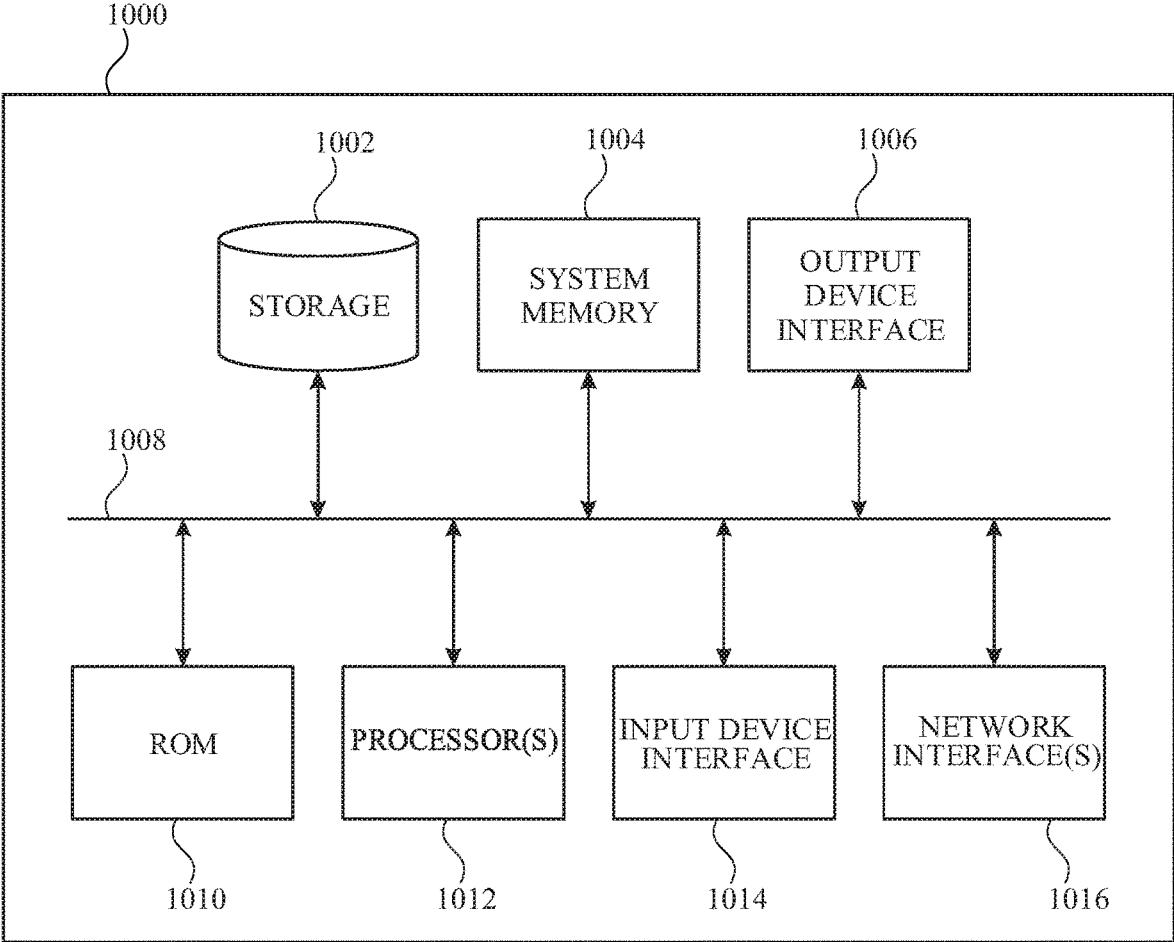 1000
1002
1004
1006
STORAGE
SYSTEM
MEMORY
OUTPUT
DEVICE
INTERFACE
1008
ROM
PROCESSOR(S)
INPUT DEVICE
INTERFACE
NETWORK
INTERFACE(S)
1010
1012
1014
1016